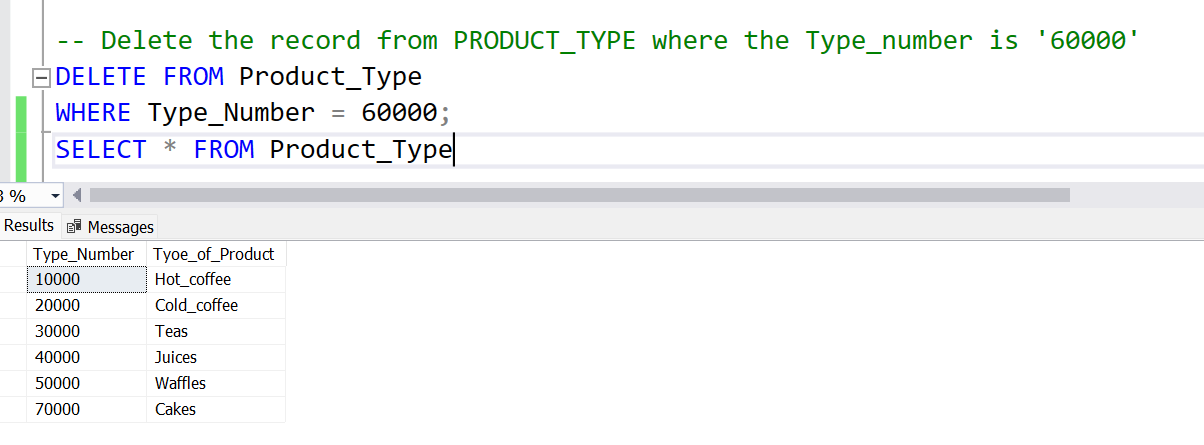 -- Delete the record from PRODUCT_TYPE where the Type_number is '60000'
DELETE FROM Product_Type
WHERE Type_Number = 60000;
SELECT * FROM Product_Type
%
Results Messages
Type_Number Tyoe_of_Product
10000 Hot_coffee
20000 Cold_coffee
30000 Teas
40000 Juices
50000 Waffles
70000 Cakes